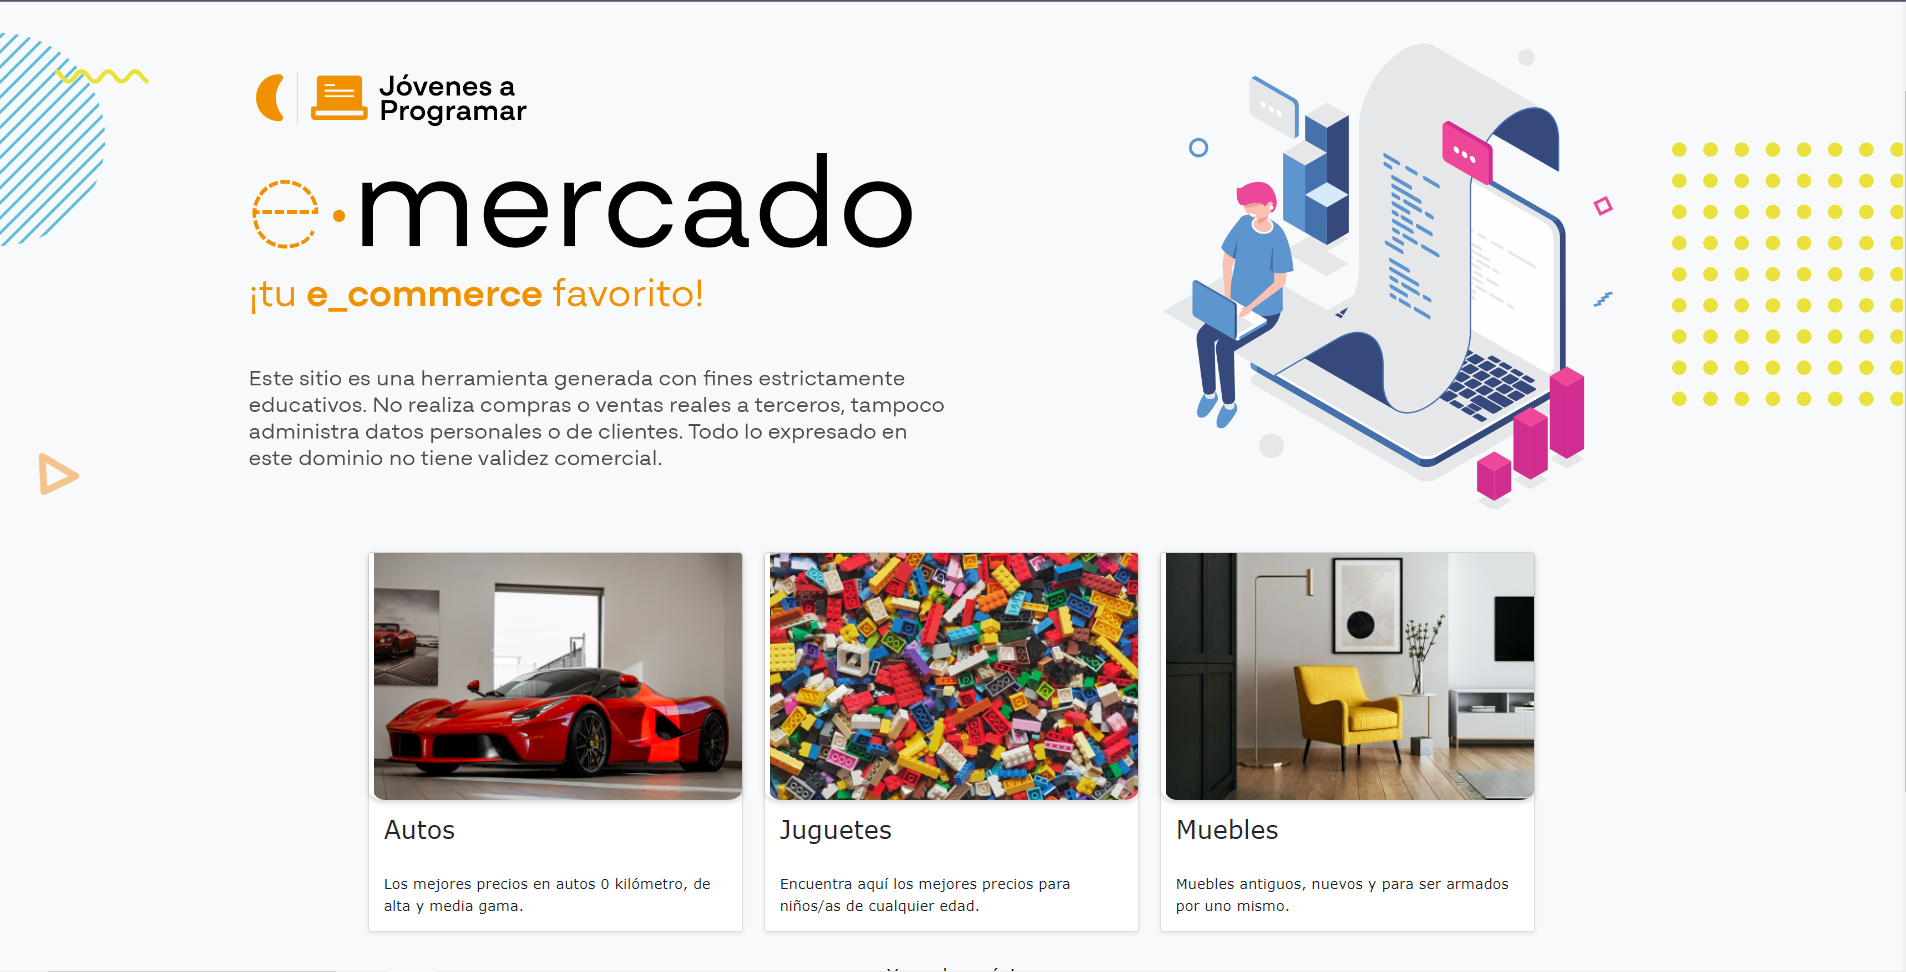 Jóvenes a
Programar
e·mercado
¡tu e_commerce favorito!
Este sitio es una herramienta generada con fines estrictamente
educativos. No realiza compras o ventas reales a terceros, tampoco
administra datos personales o de clientes. Todo lo expresado en
este dominio no tiene validez comercial.
Autos
Los mejores precios en autos 0 kilómetro, de
alta y media gama.
Juguetes
Encuentra aquí los mejores precios para
niños/as de cualquier edad.
Muebles
Muebles antiguos, nuevos y para ser armados
por uno mismo.